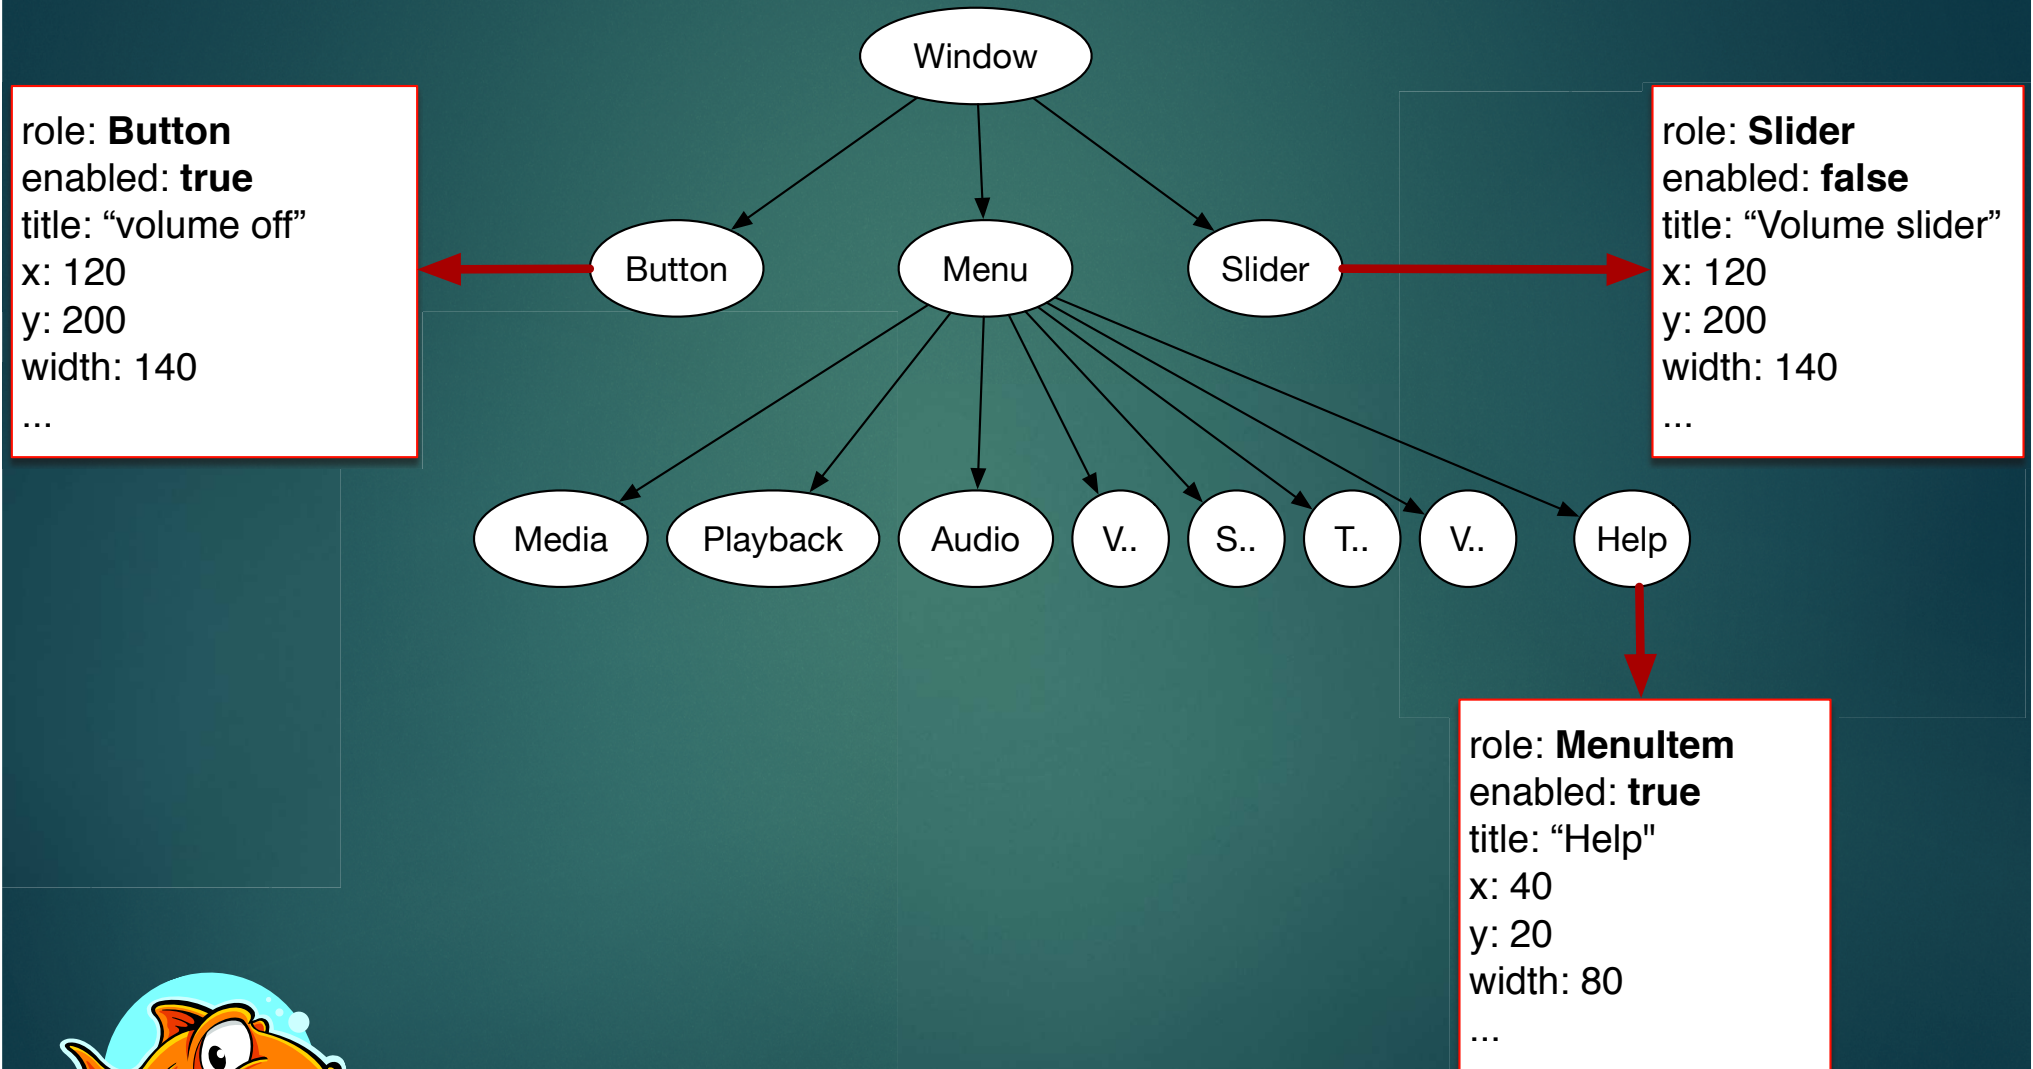 Window
role: Button
enabled: true
title: “volume off”
x: 120
y: 200
width: 140
...
Button
Menu
Slider
role: Slider
enabled: false
title: “Volume slider”
x: 120
y: 200
width: 140
...
Media
Playback
Audio
V..
S..
T..
V..
Help
role: MenuItem
enabled: true
title: “Help"
x: 40
y: 20
width: 80
...